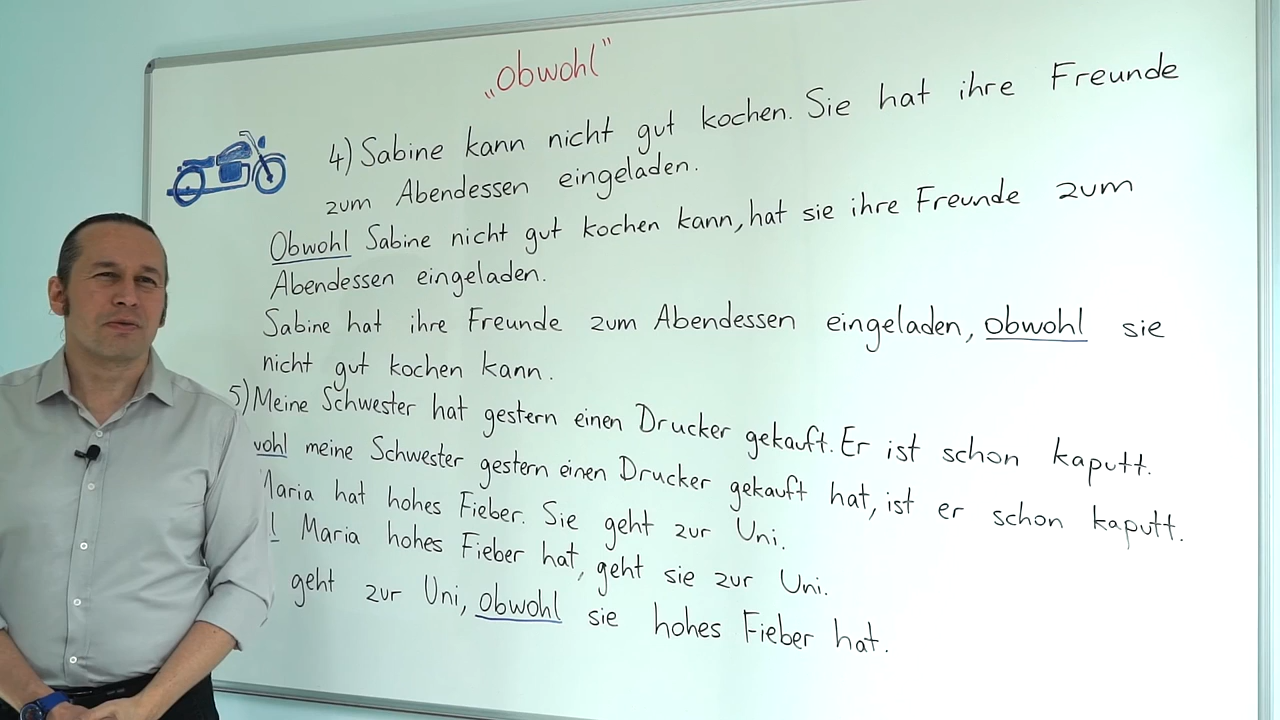 „obwohl“
4) Sabine kann nicht gut kochen. Sie hat ihre Freunde
zum Abendessen eingeladen.
Obwohl Sabine nicht gut kochen kann, hat sie ihre Freunde zum
Abendessen eingeladen.
Sabine hat ihre Freunde zum Abendessen eingeladen, obwohl sie
nicht gut kochen kann.
5) Meine Schwester hat gestern einen Drucker gekauft. Er ist schon kaputt.
wohl meine Schwester gestern einen Drucker gekauft hat, ist er schon kaputt.
Maria hat hohes Fieber. Sie geht zur Uni.
l Maria hohes Fieber hat, geht sie zur Uni.
geht zur Uni, obwohl sie hohes Fieber hat.